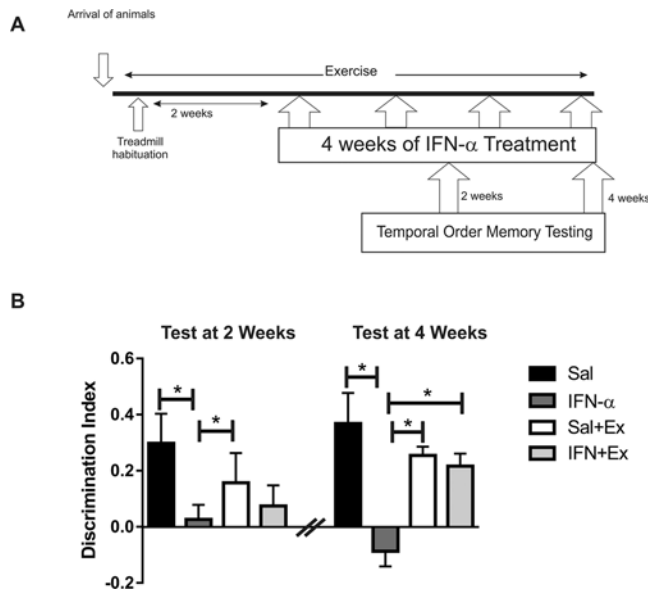 A
Arrival of animals
Exercise
2 weeks
Treadmill
habituation
4 weeks of IFN-α Treatment
2 weeks
4 weeks
Temporal Order Memory Testing
B
Test at 2 Weeks
Test at 4 Weeks
Discrimination Index
0.6
0.4
0.2
0.0
-0.2
*
*
*
*
*
Sal
IFN-α
Sal+Ex
IFN+Ex